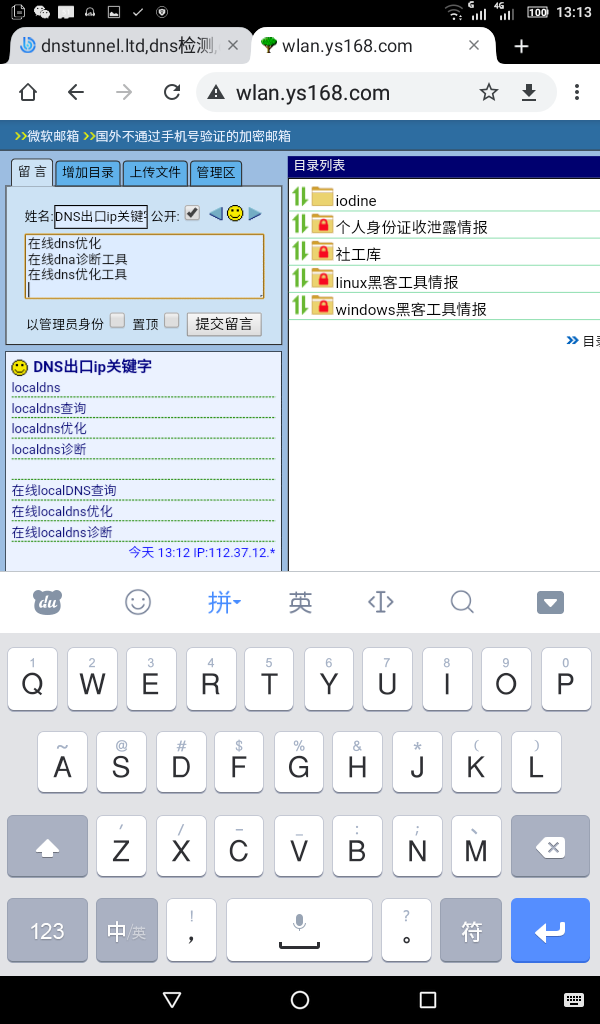 G 4G 100 13:13
dnstunnel.ltd,dns检测,
wlan.ys168.com
wlan.ys168.com
>>微软邮箱 >>国外不通过手机号验证的加密邮箱
留 言 增加目录 上传文件 管理区
姓名:DNS出口ip关键字 公开:
在线dns优化
在线dna诊断工具
在线dns优化工具
以管理员身份 置顶 提交留言
DNS出口ip关键字
localdns
localdns查询
localdns优化
localdns诊断
在线localDNS查询
在线localdns优化
在线localdns诊断
今天 13:12 IP:112.37.12.*
目录列表
iodine
个人身份证收泄露情报
社工库
linux黑客工具情报
windows黑客工具情报
» 目录
du 拼 英
1 2 3 4 5 6 7 8 9 0
Q W E R T Y U I O P
~ @ # $ % & * ( )
A S D F G H J K L
′ / – _ : ; 、
Z X C V B N M
! ?
123 中/英 , 。 符